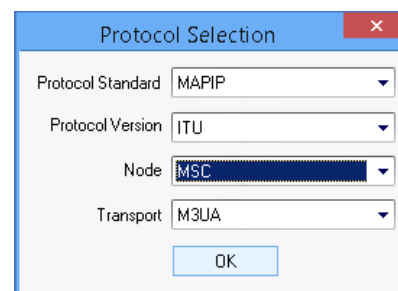 Protocol Selection
Protocol Standard MAPIP
Protocol Version ITU
Node MSC
Transport M3UA
OK